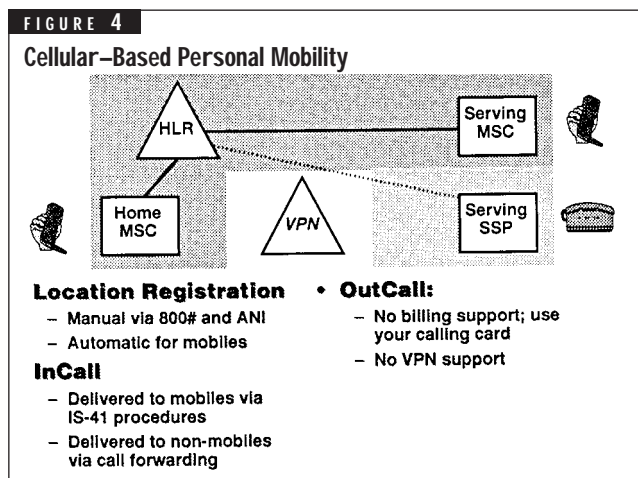 FIGURE 4
Cellular–Based Personal Mobility
HLR
Serving
MSC
Home
MSC
VPN
Serving
SSP
Location Registration
– Manual via 800# and ANI
– Automatic for mobiles
InCall
– Delivered to mobiles via
IS-41 procedures
– Delivered to non-mobiles
via call forwarding
• OutCall:
– No billing support; use
your calling card
– No VPN support